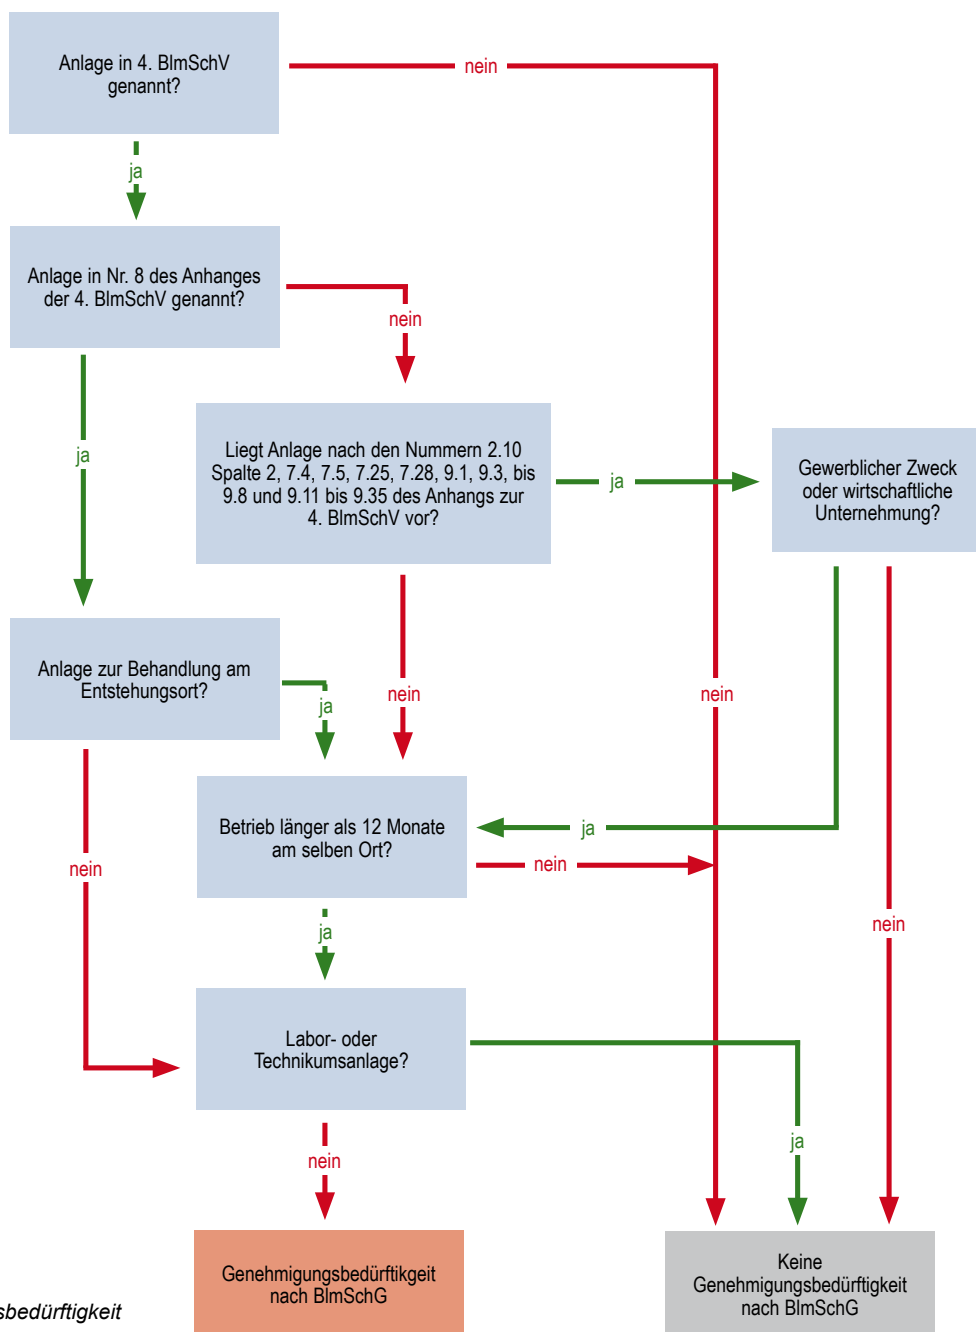 Anlage in 4. BImSchV
genannt?
nein
ja
Anlage in Nr. 8 des Anhanges
der 4. BImSchV genannt?
nein
ja
Liegt Anlage nach den Nummern 2.10
Spalte 2, 7.4, 7.5, 7.25, 7.28, 9.1, 9.3, bis
9.8 und 9.11 bis 9.35 des Anhangs zur
4. BImSchV vor?
ja
Gewerblicher Zweck
oder wirtschaftliche
Unternehmung?
Anlage zur Behandlung am
Entstehungsort?
ja
nein
nein
Betrieb länger als 12 Monate
am selben Ort?
ja
nein
nein
nein
ja
Labor- oder
Technikumsanlage?
ja
nein
Genehmigungsbedürftikgeit
nach BImSchG
Keine
Genehmigungsbedürftigkeit
nach BImSchG
sbedürftigkeit